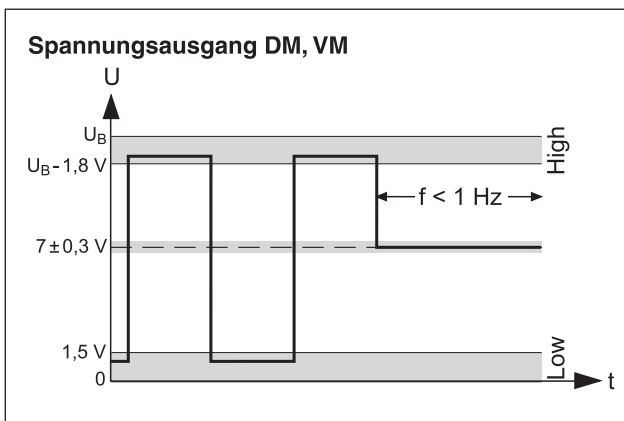 Spannungsausgang DM, VM
U
U_B
U_B - 1,8 V
High
f < 1 Hz
7 ± 0,3 V
1,5 V
Low
0
t